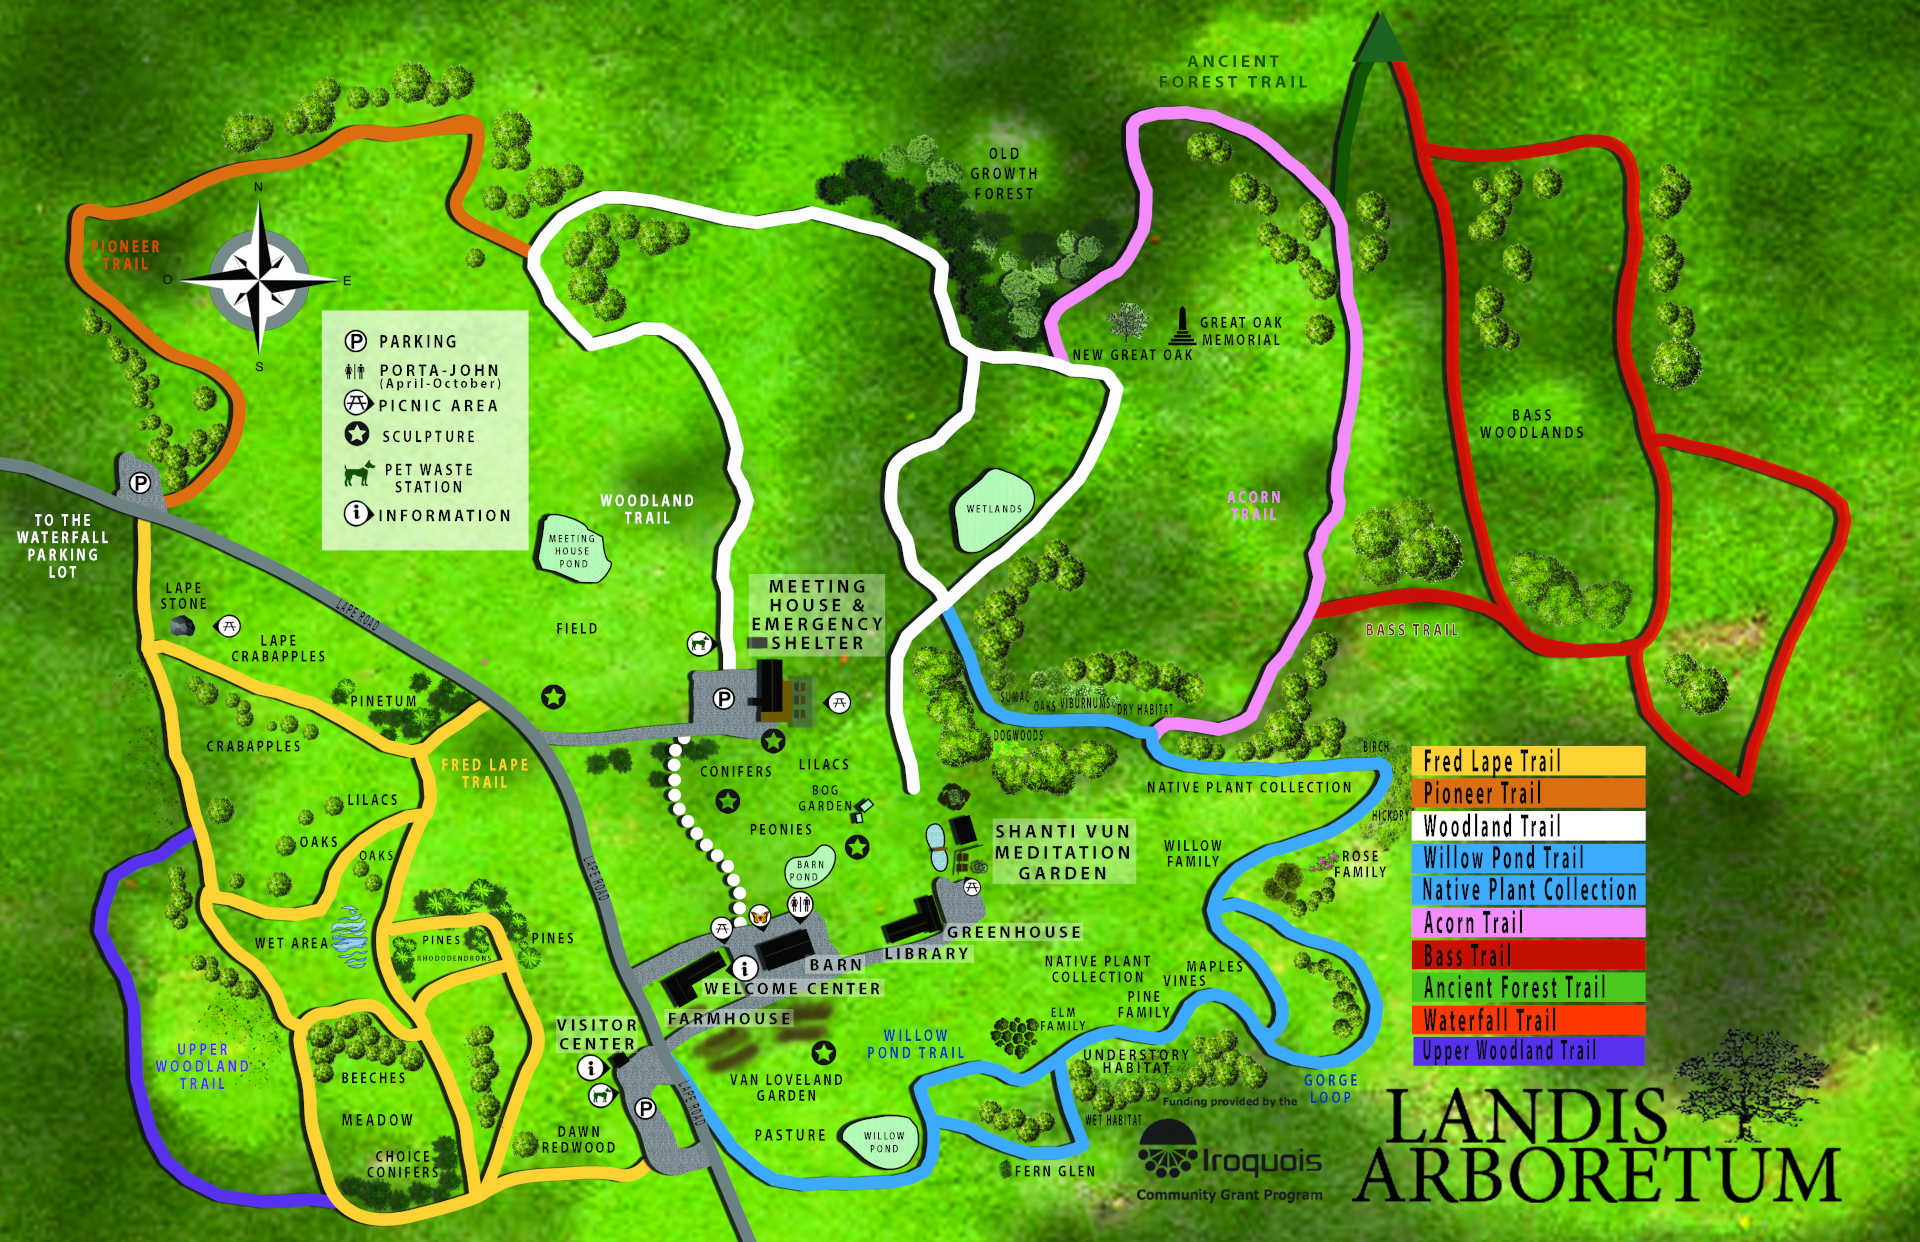 ANCIENT
FOREST TRAIL
OLD
GROWTH
FOREST
N
O
E
S
PIONEER
TRAIL
P PARKING
PORTA-JOHN
(April-October)
PICNIC AREA
SCULPTURE
PET WASTE
STATION
i INFORMATION
GREAT OAK
MEMORIAL
NEW GREAT OAK
BASS
WOODLANDS
P
TO THE
WATERFALL
PARKING
LOT
WOODLAND
TRAIL
MEETING
HOUSE
POND
WETLANDS
ACORN
TRAIL
LAPE
STONE
LAPE ROAD
LAPE
CRABAPPLES
FIELD
MEETING
HOUSE &
EMERGENCY
SHELTER
BASS TRAIL
PINETUM
P
SUMAC
OAKS
VIBURNUMS
DRY HABITAT
DOGWOODS
CRABAPPLES
FRED LAPE
TRAIL
CONIFERS
LILACS
BOG
GARDEN
PEONIES
NATIVE PLANT COLLECTION
BIRCH
HICKORY
LILACS
OAKS
OAKS
LAPE ROAD
BARN
POND
SHANTI VUN
MEDITATION
GARDEN
WILLOW
FAMILY
ROSE
FAMILY
WET AREA
PINES
RHODODENDRONS
PINES
GREENHOUSE
LIBRARY
BARN
i
WELCOME CENTER
FARMHOUSE
NATIVE PLANT
COLLECTION
MAPLES
VINES
PINE
FAMILY
ELM
FAMILY
UPPER
WOODLAND
TRAIL
BEECHES
MEADOW
CHOICE
CONIFERS
VISITOR
CENTER
i
P
LAPE ROAD
DAWN
REDWOOD
VAN LOVELAND
GARDEN
PASTURE
WILLOW
POND TRAIL
WILLOW
POND
UNDERSTORY
HABITAT
WET HABITAT
FERN GLEN
GORGE
LOOP
Fred Lape Trail
Pioneer Trail
Woodland Trail
Willow Pond Trail
Native Plant Collection
Acorn Trail
Bass Trail
Ancient Forest Trail
Waterfall Trail
Upper Woodland Trail
Funding provided by the
Iroquois
Community Grant Program
LANDIS
ARBORETUM